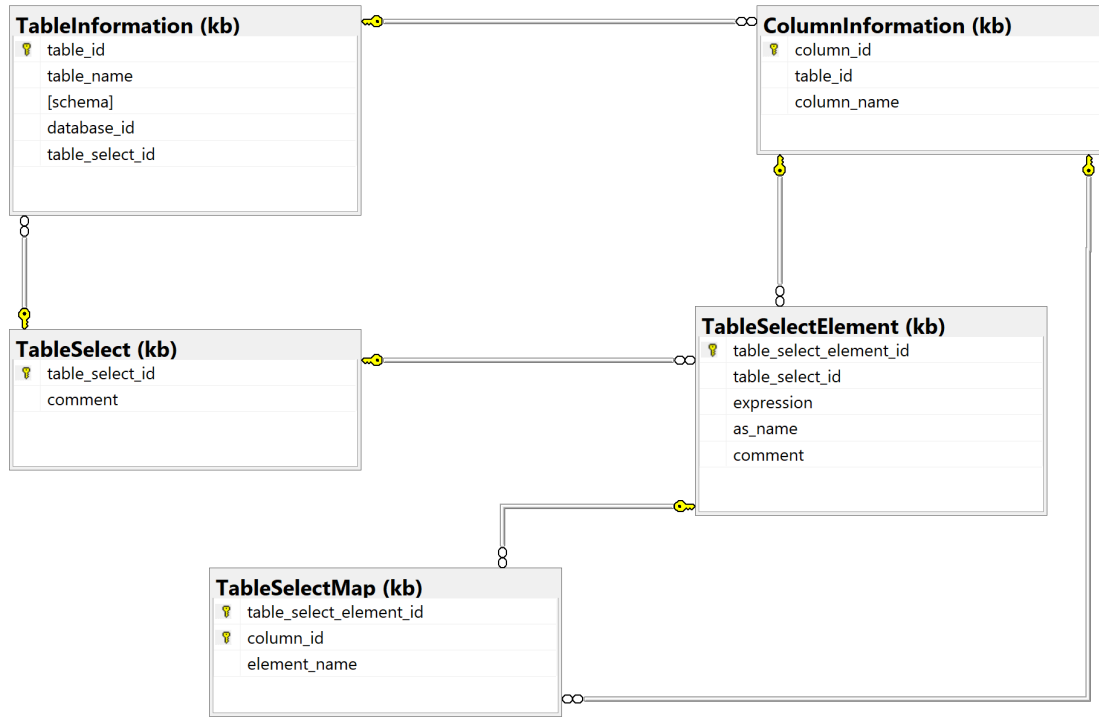 TableInformation (kb)
table_id
table_name
[schema]
database_id
table_select_id
ColumnInformation (kb)
column_id
table_id
column_name
TableSelect (kb)
table_select_id
comment
TableSelectElement (kb)
table_select_element_id
table_select_id
expression
as_name
comment
TableSelectMap (kb)
table_select_element_id
column_id
element_name